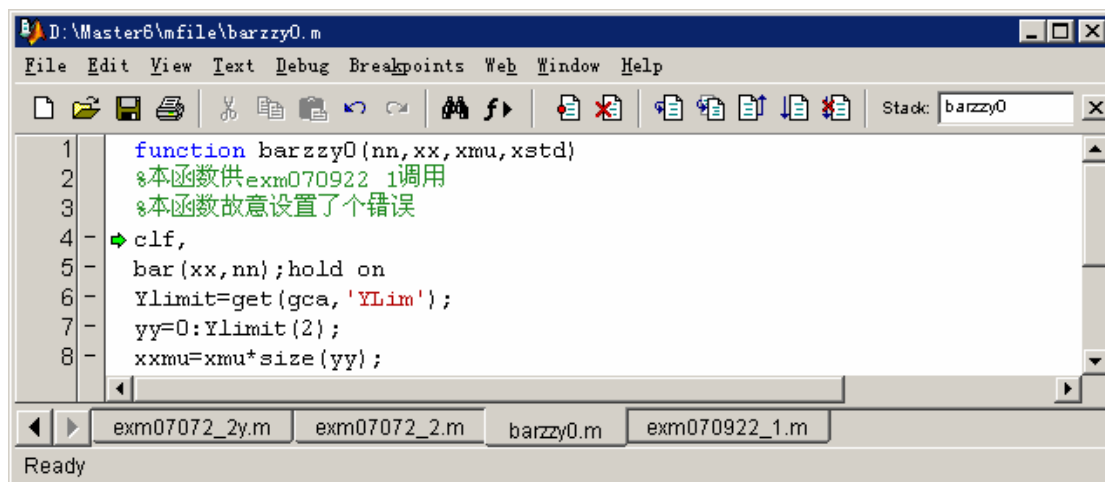 D:\Master6\mfile\barzzy0.m
File Edit View Text Debug Breakpoints Web Window Help
Stack: barzzy0
1 function barzzy0(nn,xx,xmu,xstd)
2 %本函数供exm070922_1调用
3 %本函数故意设置了个错误
4 - clf,
5 - bar(xx,nn);hold on
6 - Ylimit=get(gca,'YLim');
7 - yy=0:Ylimit(2);
8 - xxmu=xmu*size(yy);
exm07072_2y.m exm07072_2.m barzzy0.m exm070922_1.m
Ready